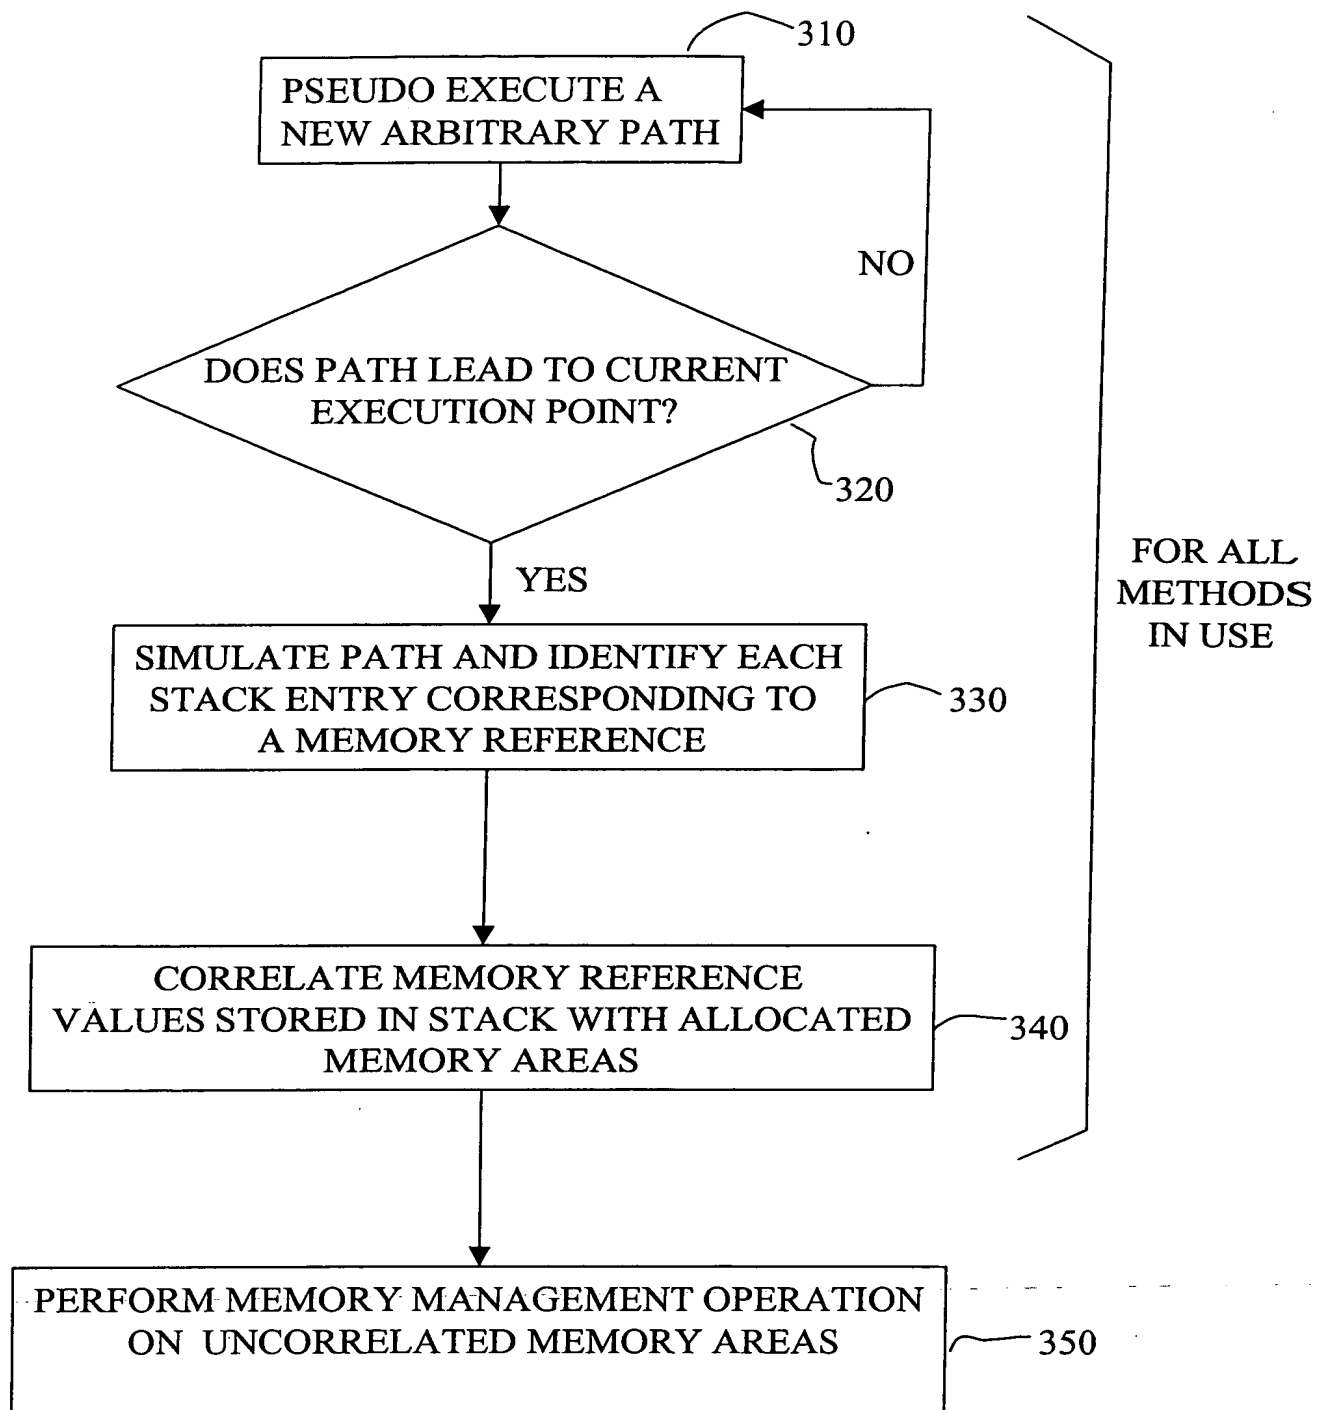 310
PSEUDO EXECUTE A
NEW ARBITRARY PATH
NO
DOES PATH LEAD TO CURRENT
EXECUTION POINT?
320
YES
FOR ALL
METHODS
IN USE
SIMULATE PATH AND IDENTIFY EACH
STACK ENTRY CORRESPONDING TO
A MEMORY REFERENCE
330
CORRELATE MEMORY REFERENCE
VALUES STORED IN STACK WITH ALLOCATED
MEMORY AREAS
340
PERFORM MEMORY MANAGEMENT OPERATION
ON UNCORRELATED MEMORY AREAS
350